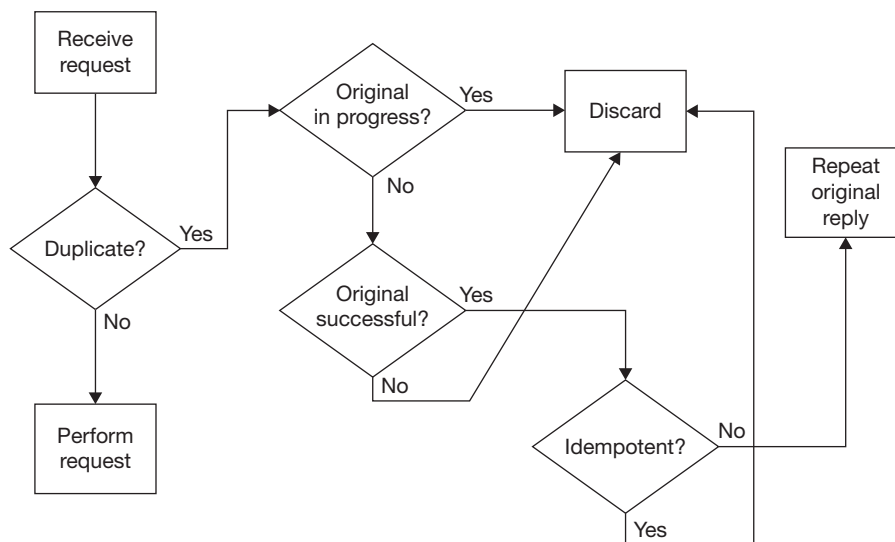 Receive
request
Duplicate?
Yes
No
Perform
request
Original
in progress?
Yes
No
Original
successful?
Yes
No
Discard
Idempotent?
No
Yes
Repeat
original
reply